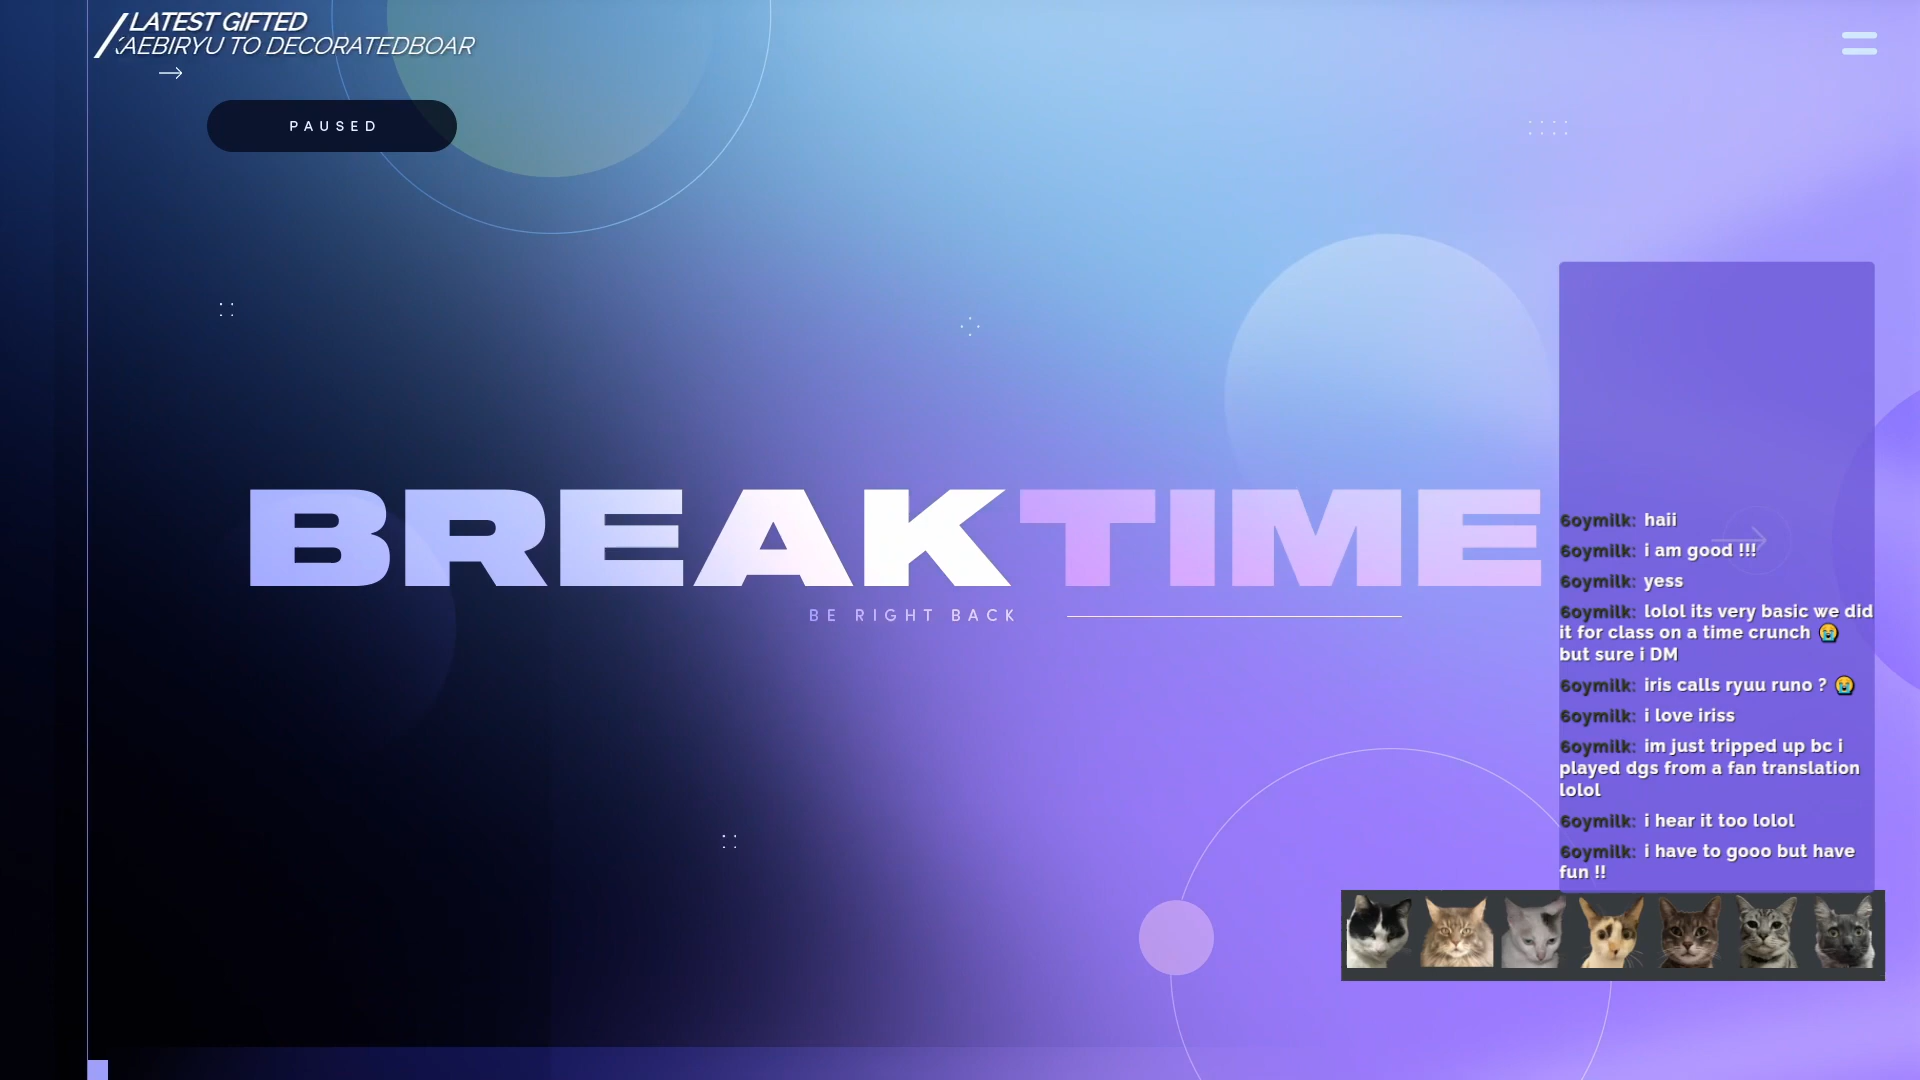 LATEST GIFTED
AEBIRYU TO DECORATEDBOAR
PAUSED
BREAKTIME
BE RIGHT BACK
6oymilk: haii
6oymilk: i am good !!!
6oymilk: yess
6oymilk: lolol its very basic we did
it for class on a time crunch 😭
but sure i DM
6oymilk: iris calls ryuu runo ? 😭
6oymilk: i love iriss
6oymilk: im just tripped up bc i
played dgs from a fan translation
lolol
6oymilk: i hear it too lolol
6oymilk: i have to gooo but have
fun !!